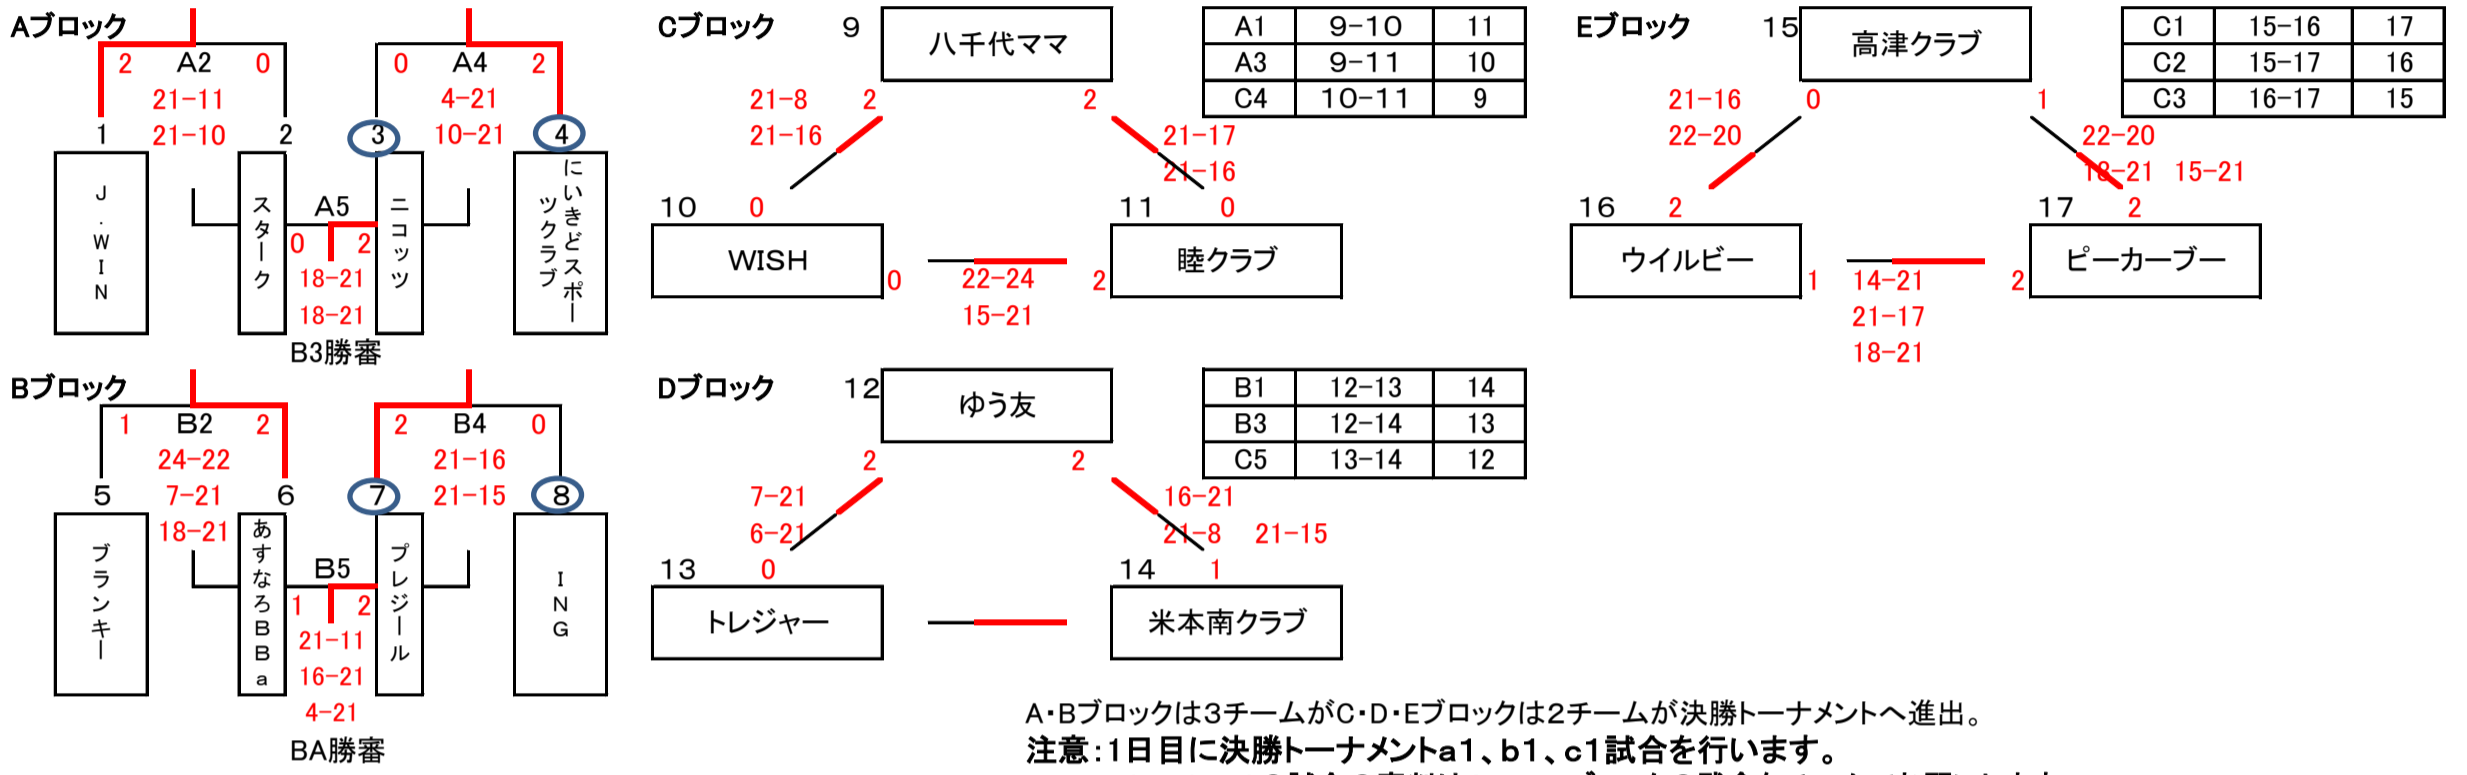 Aブロック
2 A2 0
21-11
21-10
1 2
J.WIN
スターク
0 A4 2
4-21
10-21
3 4
ニコッツ
にいきどスポーツクラブ
A5
0 2
18-21
18-21
B3勝審
Bブロック
1 B2 2
24-22
7-21
18-21
5 6
ブランキー
あすなろBBBa
2 B4 0
21-16
21-15
7 8
プレジール
ING
B5
1 2
21-11
16-21
4-21
BA勝審
Cブロック
9 八千代ママ
A1 9-10 11
A3 9-11 10
C4 10-11 9
21-8 2
21-16
2
21-17
21-16
10 0
WISH
11 0
睦クラブ
0 22-24 2
15-21
Dブロック
12 ゆう友
B1 12-13 14
B3 12-14 13
C5 13-14 12
2 2
7-21
6-21
16-21
21-8 21-15
13 0
トレジャー
14 1
米本南クラブ
Eブロック
15 高津クラブ
C1 15-16 17
C2 15-17 16
C3 16-17 15
21-16 0
22-20
1
22-20
18-21 15-21
16 2
ウイルビー
17 2
ピーカーブー
1 14-21 2
21-17
18-21
A・Bブロックは3チームがC・D・Eブロックは2チームが決勝トーナメントへ進出。
注意:1日目に決勝トーナメントa1、b1、c1試合を行います。